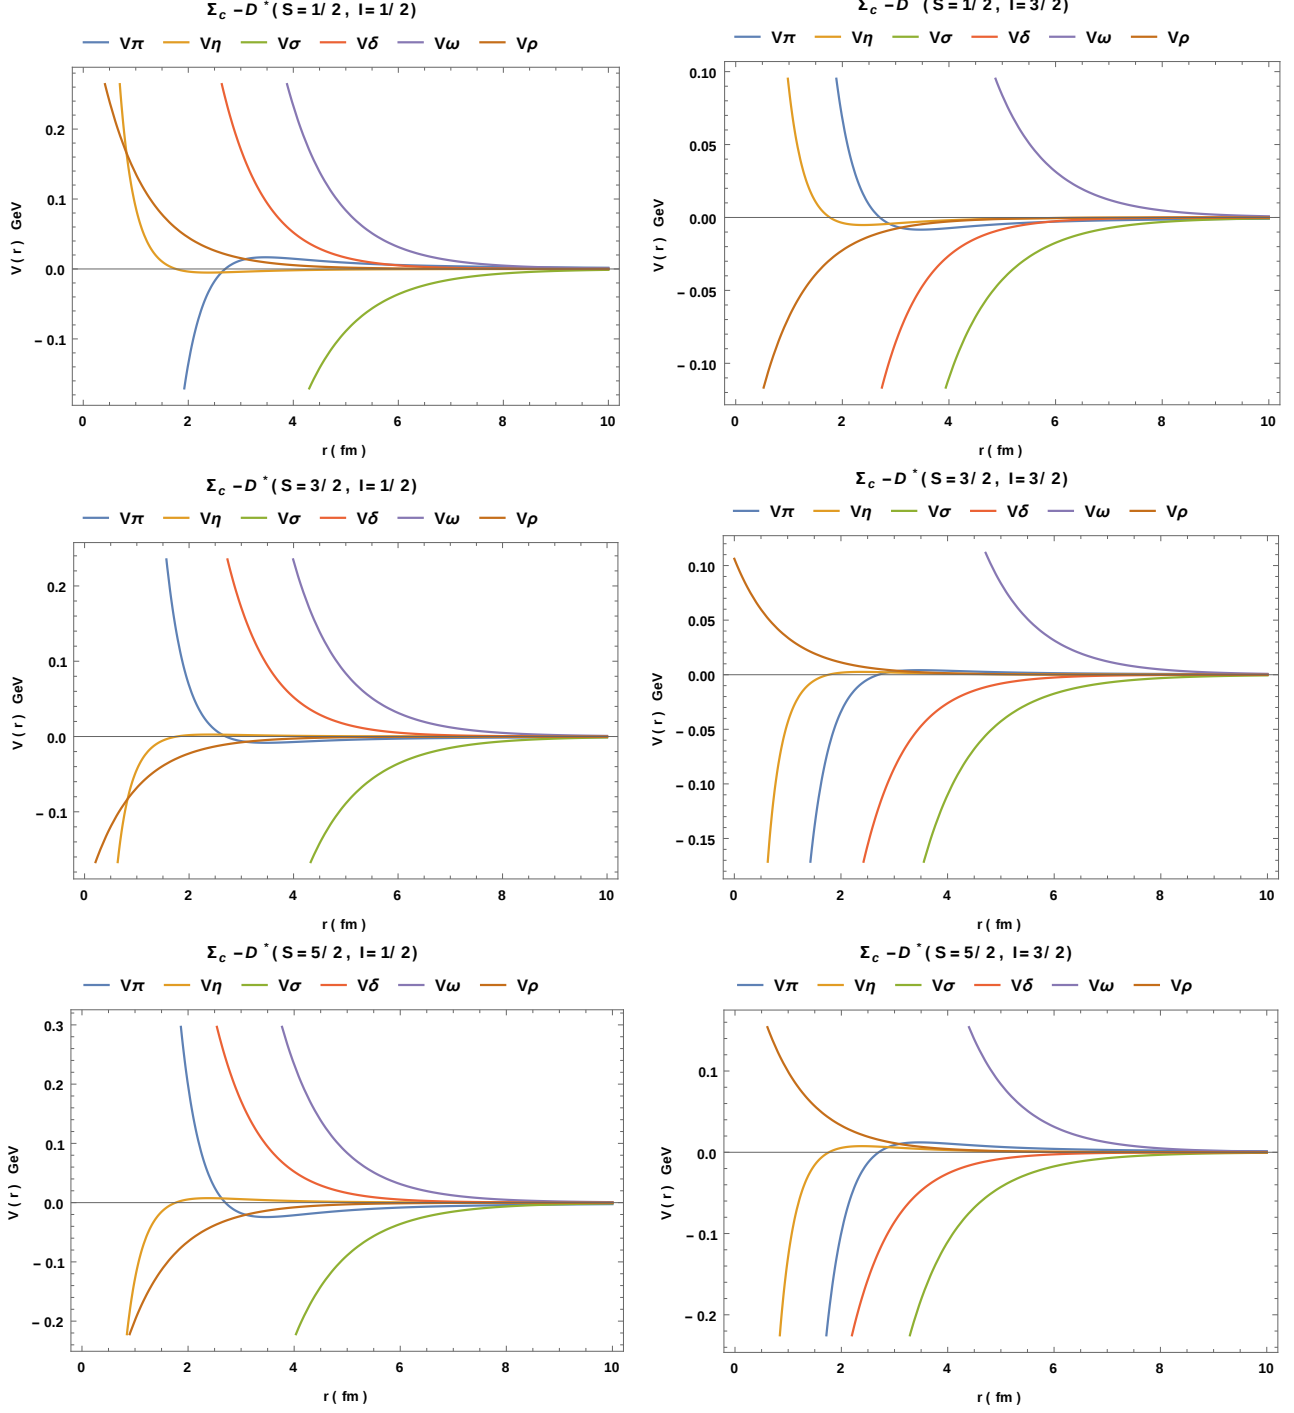 Σc – D* ( S = 1/ 2 , I = 1/ 2 )
Vπ Vη Vσ Vδ Vω Vρ
0.2
0.1
0.0
– 0.1
V ( r ) GeV
0 2 4 6 8 10
r ( fm )
Σc – D ( S = 1/ 2 , I = 3/ 2 )
Vπ Vη Vσ Vδ Vω Vρ
0.10
0.05
0.00
– 0.05
– 0.10
V ( r ) GeV
0 2 4 6 8 10
r ( fm )
Σc – D* ( S = 3/ 2 , I = 1/ 2 )
Vπ Vη Vσ Vδ Vω Vρ
0.2
0.1
0.0
– 0.1
V ( r ) GeV
0 2 4 6 8 10
r ( fm )
Σc – D* ( S = 3/ 2 , I = 3/ 2 )
Vπ Vη Vσ Vδ Vω Vρ
0.10
0.05
0.00
– 0.05
– 0.10
– 0.15
V ( r ) GeV
0 2 4 6 8 10
r ( fm )
Σc – D* ( S = 5/ 2 , I = 1/ 2 )
Vπ Vη Vσ Vδ Vω Vρ
0.3
0.2
0.1
0.0
– 0.1
– 0.2
V ( r ) GeV
0 2 4 6 8 10
r ( fm )
Σc – D* ( S = 5/ 2 , I = 3/ 2 )
Vπ Vη Vσ Vδ Vω Vρ
0.1
0.0
– 0.1
– 0.2
V ( r ) GeV
0 2 4 6 8 10
r ( fm )